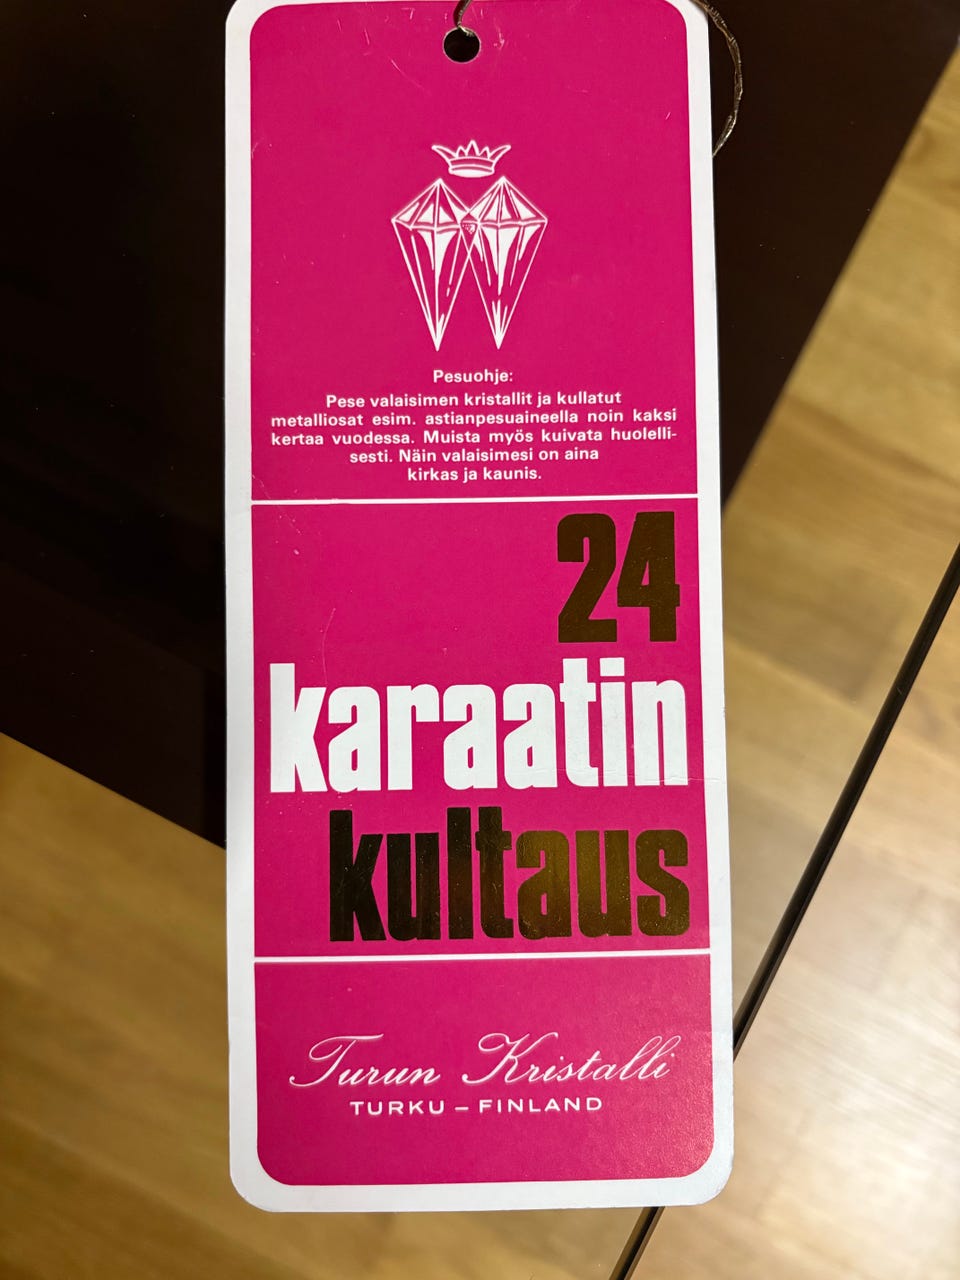 Pesuohje:
Pese valaisimen kristallit ja kullatut
metalliosat esim. astianpesuaineella noin kaksi
kertaa vuodessa. Muista myös kuivata huolelli-
sesti. Näin valaisimesi on aina
kirkas ja kaunis.
24
karaatin
kultaus
Turun Kristalli
TURKU – FINLAND